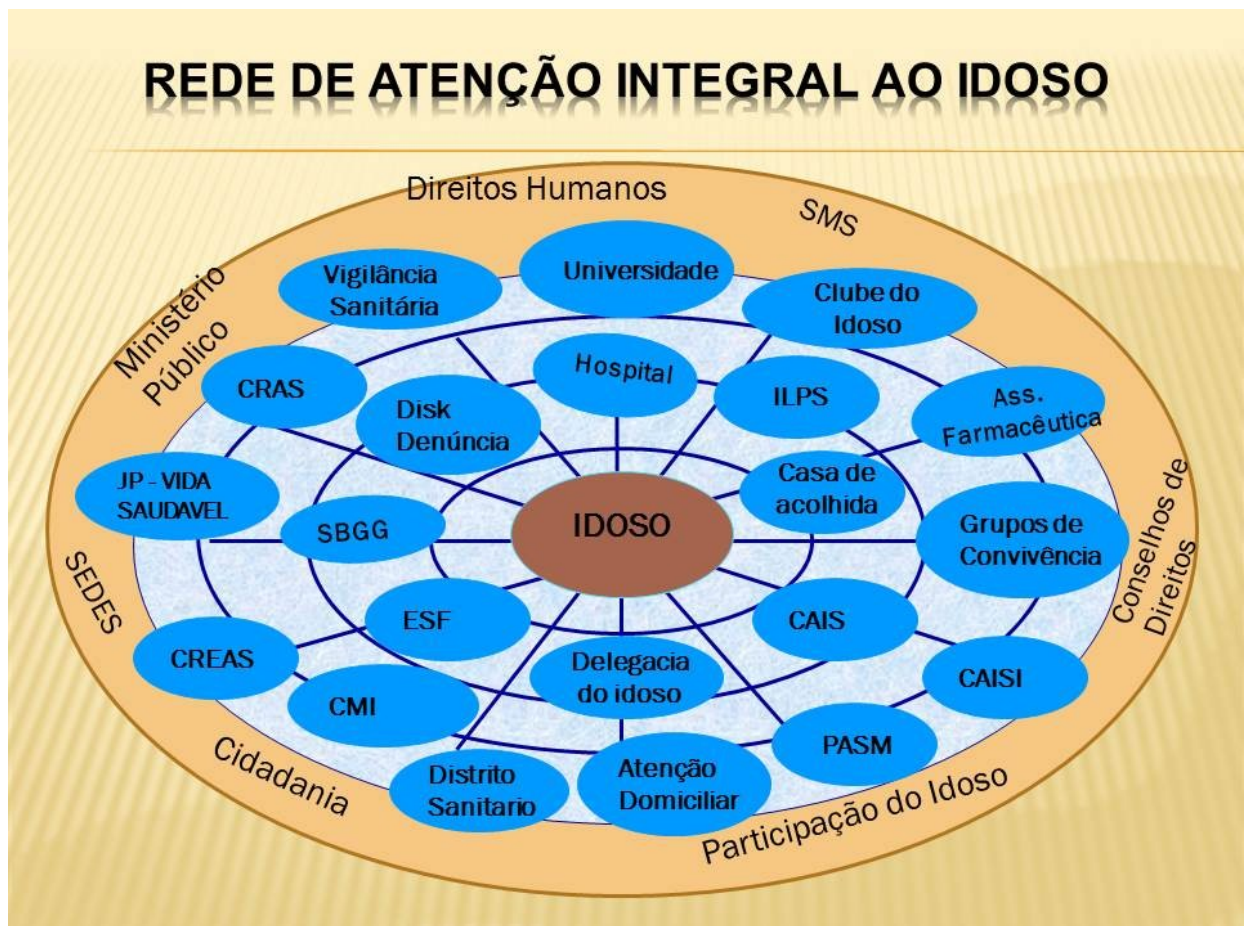 REDE DE ATENÇÃO INTEGRAL AO IDOSO
Direitos Humanos
SMS
Ministério
Público
Vigilância
Sanitária
Universidade
Clube do
Idoso
CRAS
Disk
Denúncia
Hospital
ILPS
Ass.
Farmacêutica
JP - VIDA
SAUDAVEL
SBGG
IDOSO
Casa de
acolhida
Grupos de
Convivência
Conselhos de
Direitos
SEDES
ESF
CAIS
CREAS
CMI
Delegacia
do idoso
CAISI
PASM
Cidadania
Distrito
Sanitario
Atenção
Domiciliar
Participação do Idoso